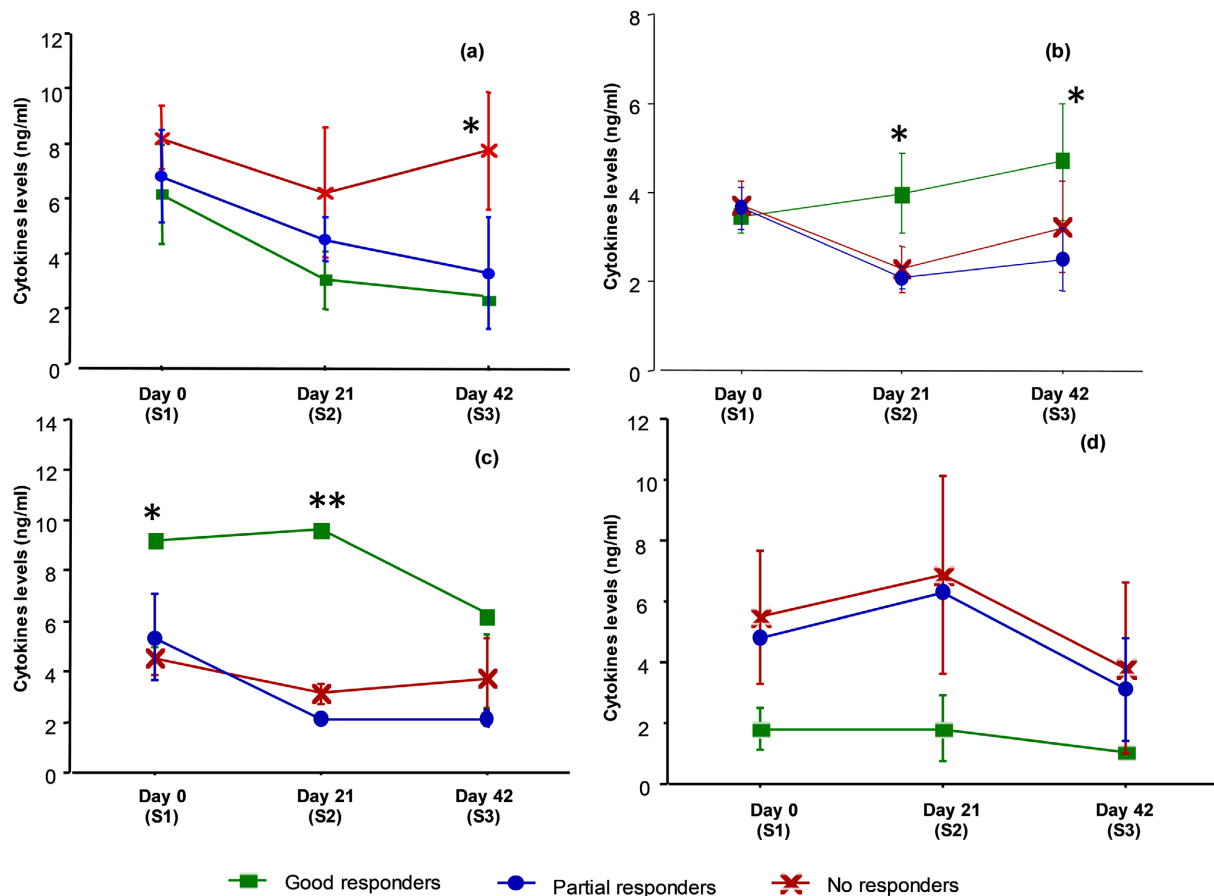 (a)
Cytokines levels (ng/ml)
12
10
8
6
4
2
0
*
Day 0
(S1)
Day 21
(S2)
Day 42
(S3)
(b)
Cytokines levels (ng/ml)
8
6
4
2
0
*
*
Day 0
(S1)
Day 21
(S2)
Day 42
(S3)
(c)
Cytokines levels (ng/ml)
14
12
10
8
6
4
2
0
*
**
Day 0
(S1)
Day 21
(S2)
Day 42
(S3)
(d)
Cytokines levels (ng/ml)
12
10
8
6
4
2
0
Day 0
(S1)
Day 21
(S2)
Day 42
(S3)
Good responders
Partial responders
No responders